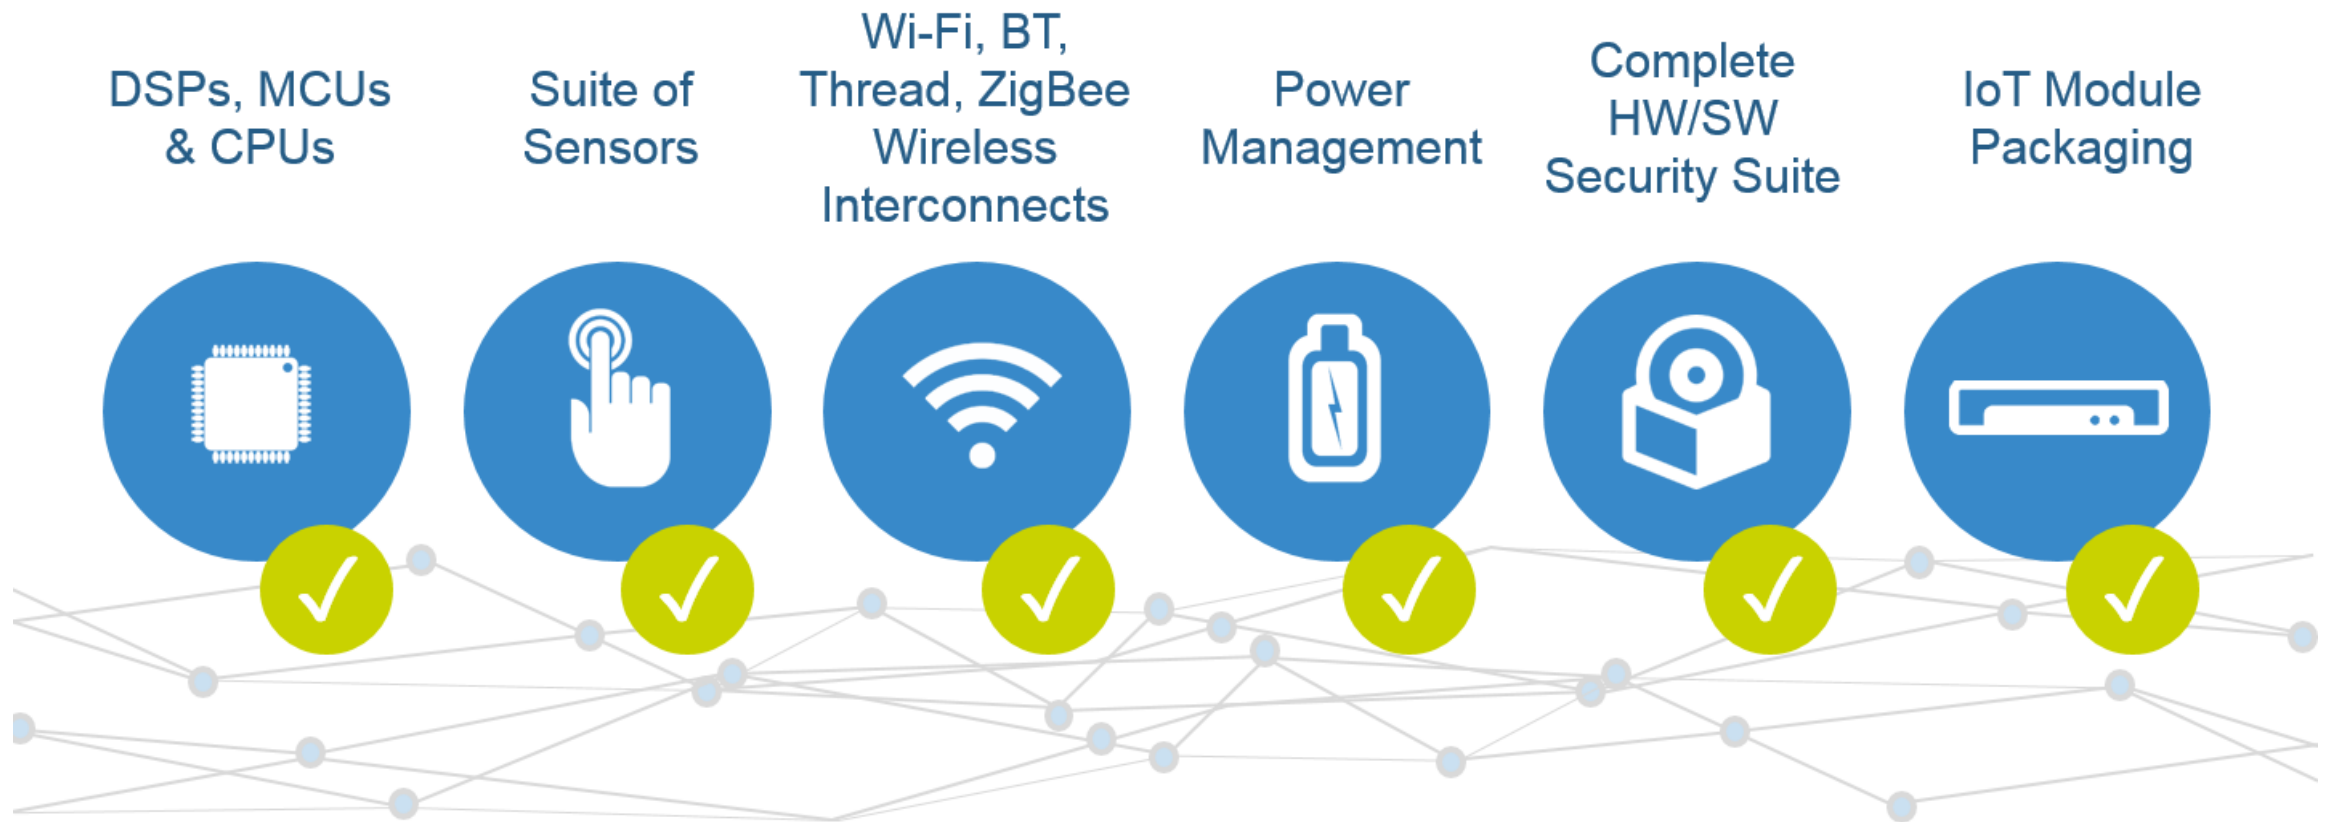 DSPs, MCUs
& CPUs
Suite of
Sensors
Wi-Fi, BT,
Thread, ZigBee
Wireless
Interconnects
Power
Management
Complete
HW/SW
Security Suite
IoT Module
Packaging